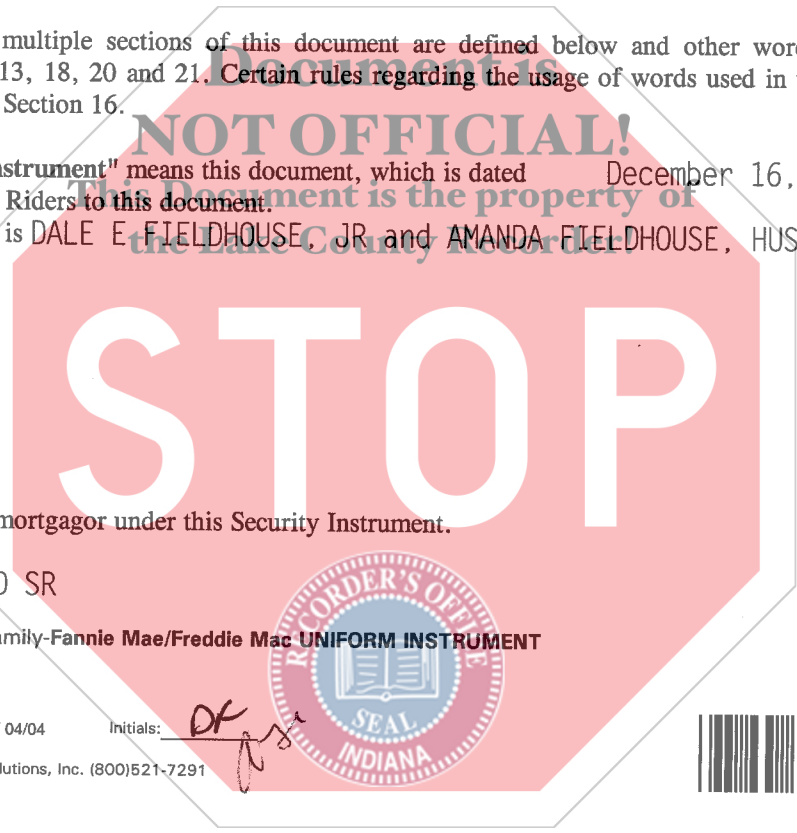 multiple sections of this document are defined below and other wor
Document is
13, 18, 20 and 21. Certain rules regarding the usage of words used in
Section 16.
NOT OFFICIAL!
strument" means this document, which is dated December 16,
This Document is the property of
Riders to this document.
is DALE E FIELDHOUSE, JR and AMANDA FIELDHOUSE, HUS
the Lake County Recorder!
STOP
mortgagor under this Security Instrument.
O SR
RECORDER'S OFFICE
mily-Fannie Mae/Freddie Mac UNIFORM INSTRUMENT
04/04 Initials: DF
SEAL
INDIANA
lutions, Inc. (800)521-7291